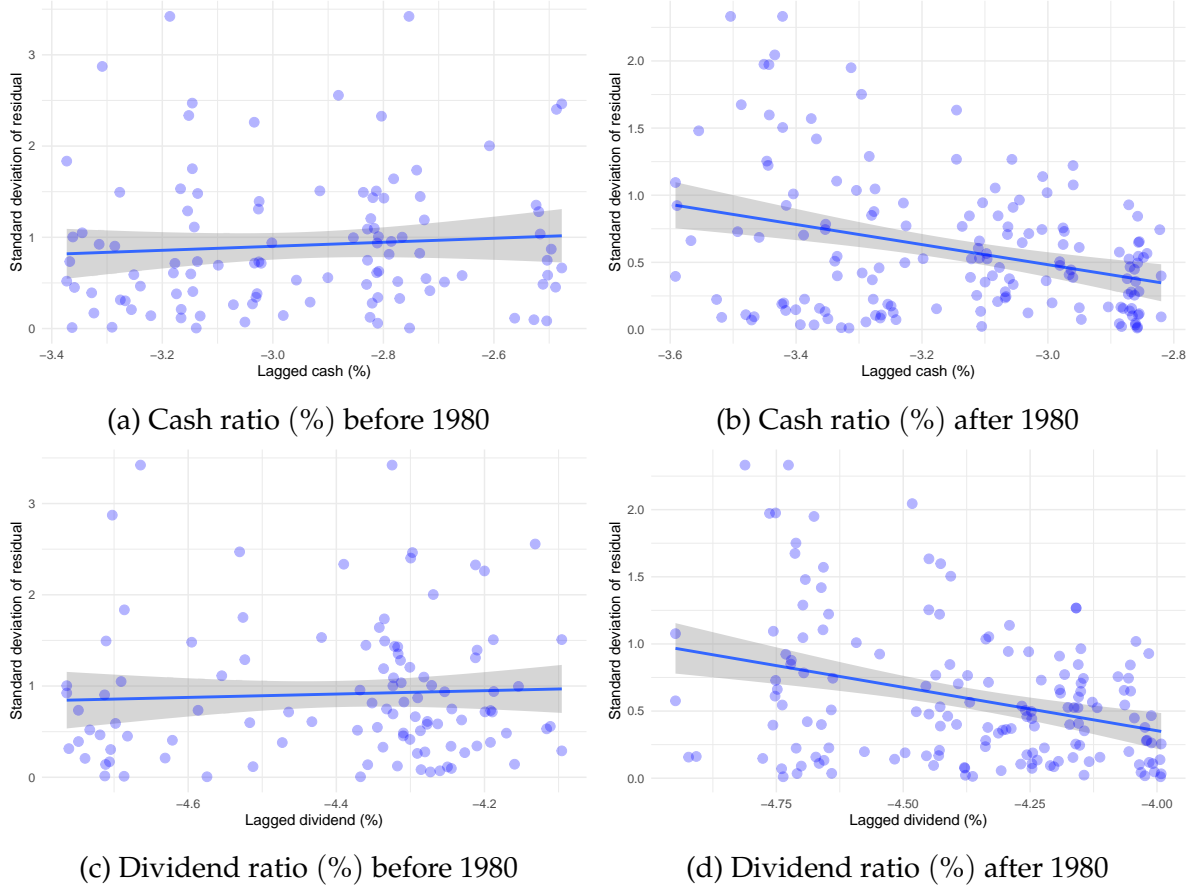 Standard deviation of residual
3
2
1
0
−3.4
−3.2
−3.0
−2.8
−2.6
Lagged cash (%)
(a) Cash ratio (%) before 1980
Standard deviation of residual
2.0
1.5
1.0
0.5
0.0
−3.6
−3.4
−3.2
−3.0
−2.8
Lagged cash (%)
(b) Cash ratio (%) after 1980
Standard deviation of residual
3
2
1
0
−4.6
−4.4
−4.2
Lagged dividend (%)
(c) Dividend ratio (%) before 1980
Standard deviation of residual
2.0
1.5
1.0
0.5
0.0
−4.75
−4.50
−4.25
−4.00
Lagged dividend (%)
(d) Dividend ratio (%) after 1980